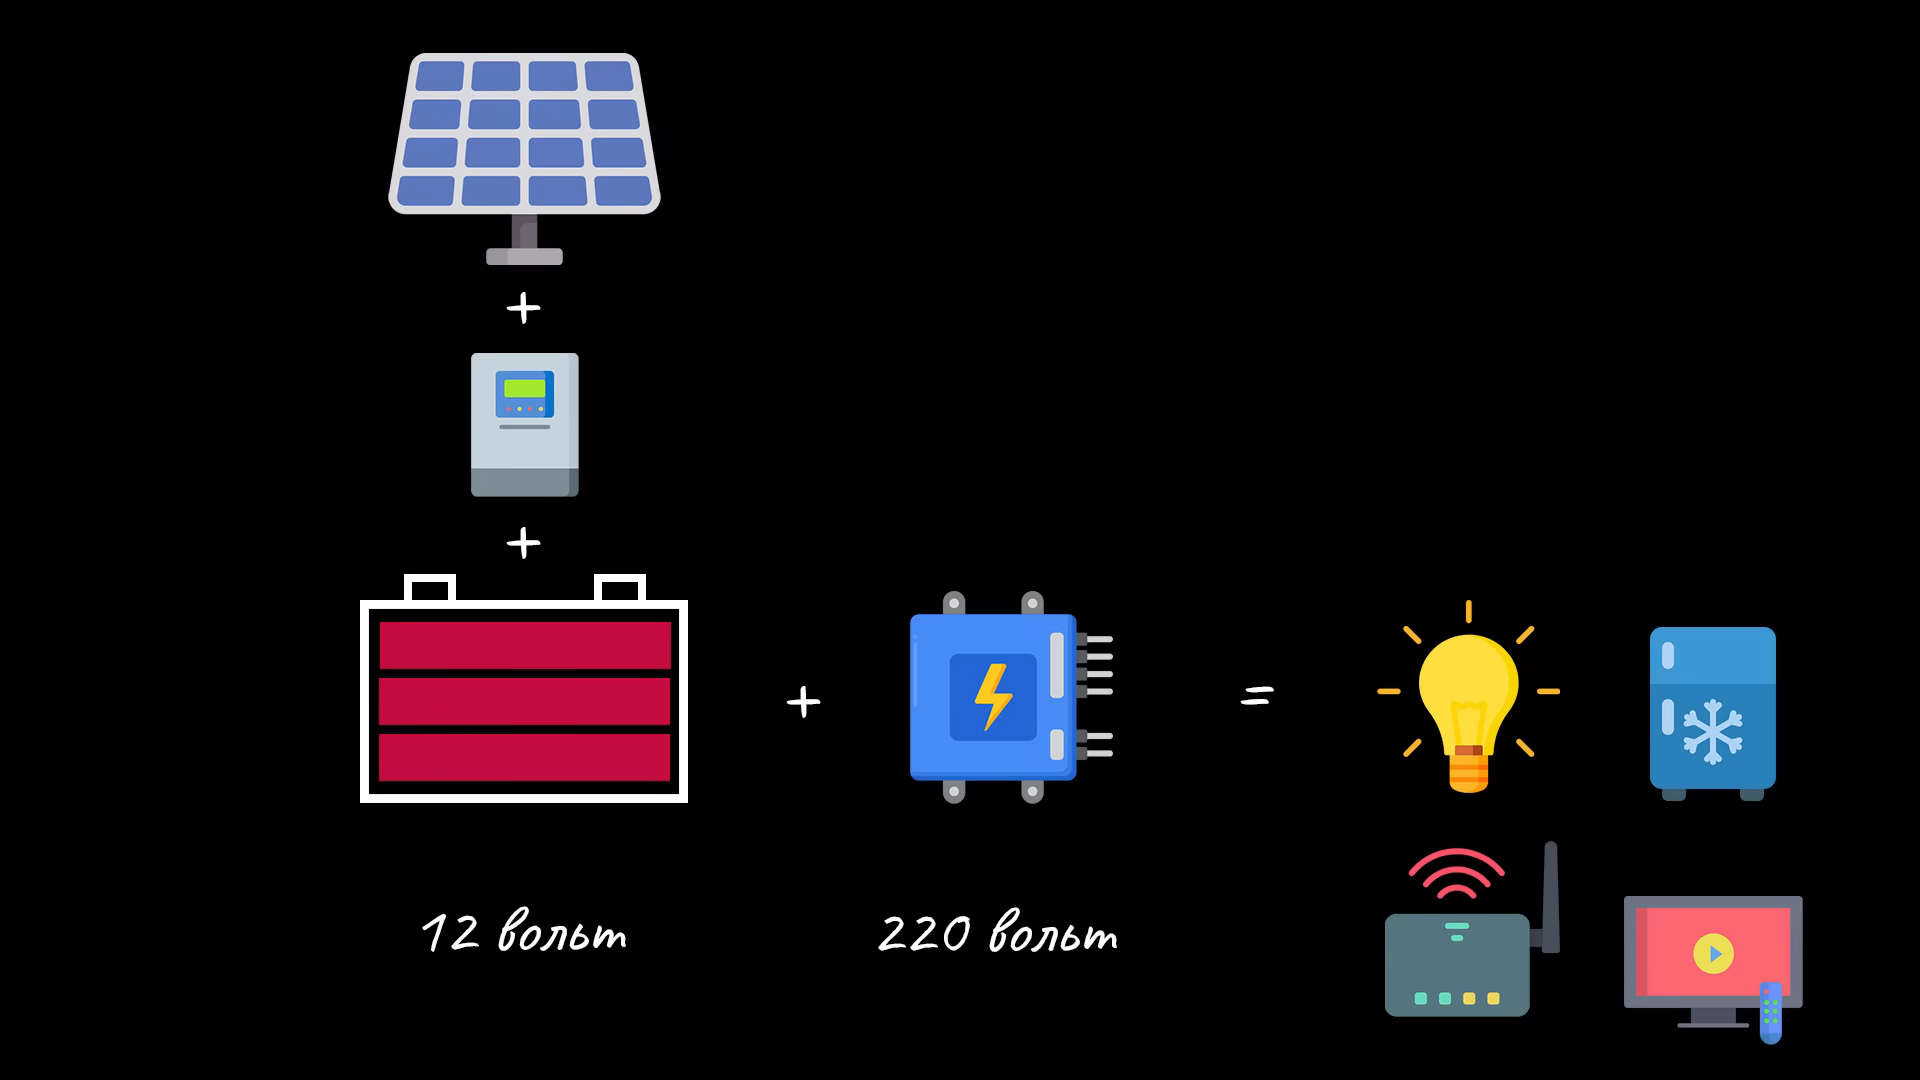 +
+
+ =
12 вольт
220 вольт